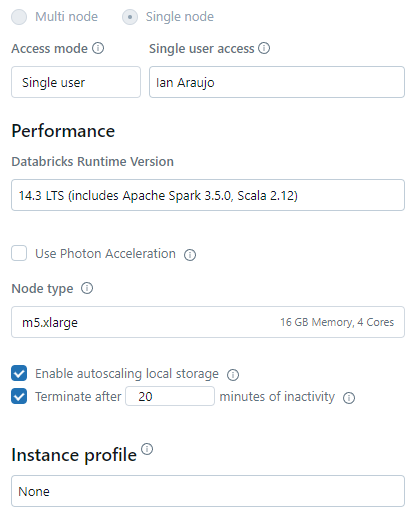 Multi node Single node
Access mode Single user access
Single user Ian Araujo
Performance
Databricks Runtime Version
14.3 LTS (includes Apache Spark 3.5.0, Scala 2.12)
Use Photon Acceleration
Node type
m5.xlarge 16 GB Memory, 4 Cores
Enable autoscaling local storage
Terminate after 20 minutes of inactivity
Instance profile
None